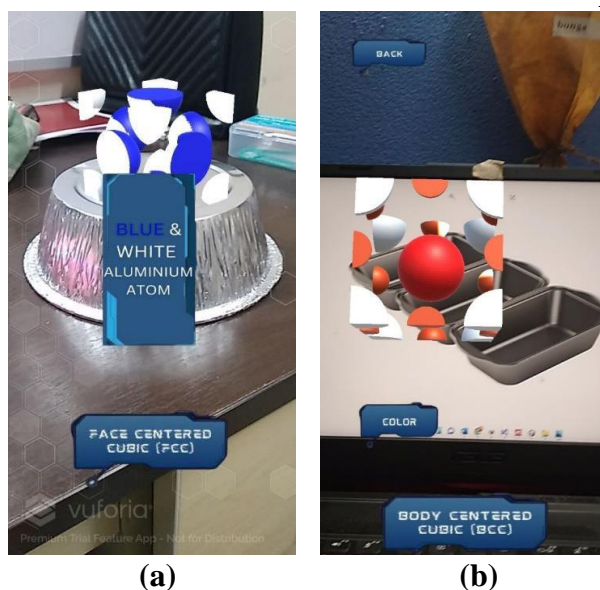 BLUE &
WHITE
ALUMINIUM
ATOM
FACE CENTERED
CUBIC (FCC)
vuforia
Premium Trial Feature App - Not for Distribution
(a)
bunga
BACK
COLOR
BODY CENTERED
CUBIC (BCC)
(b)